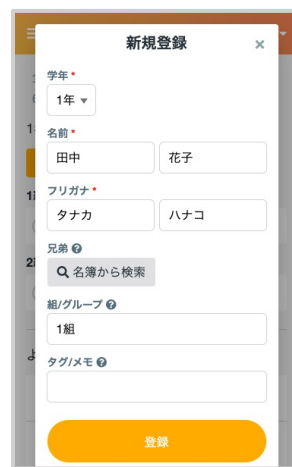 新規登録 ×
学年 *
1年
名前 *
田中 花子
フリガナ *
タナカ ハナコ
兄弟
名簿から検索
組/グループ
1組
タグ/メモ
登録